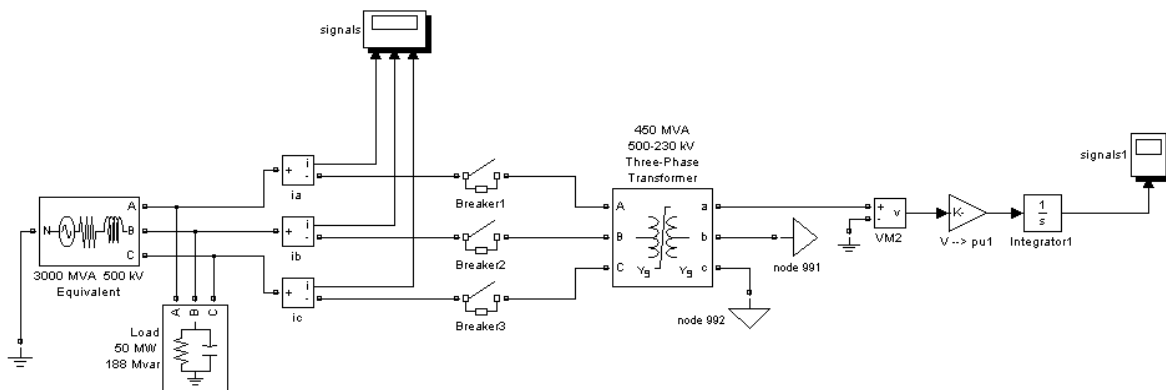 signals
450 MVA
500-230 kV
Three-Phase
Transformer
signals1
+ i
-
ia
Breaker1
A
a
+
-
v
VM2
K-
V --> pu1
1
s
Integrator1
N
A
B
C
3000 MVA 500 kV
Equivalent
+ i
-
ib
Breaker2
B
b
node 991
C
c
Yg
Yg
+ i
-
ic
Breaker3
node 992
A
B
C
Load
50 MW
188 Mvar